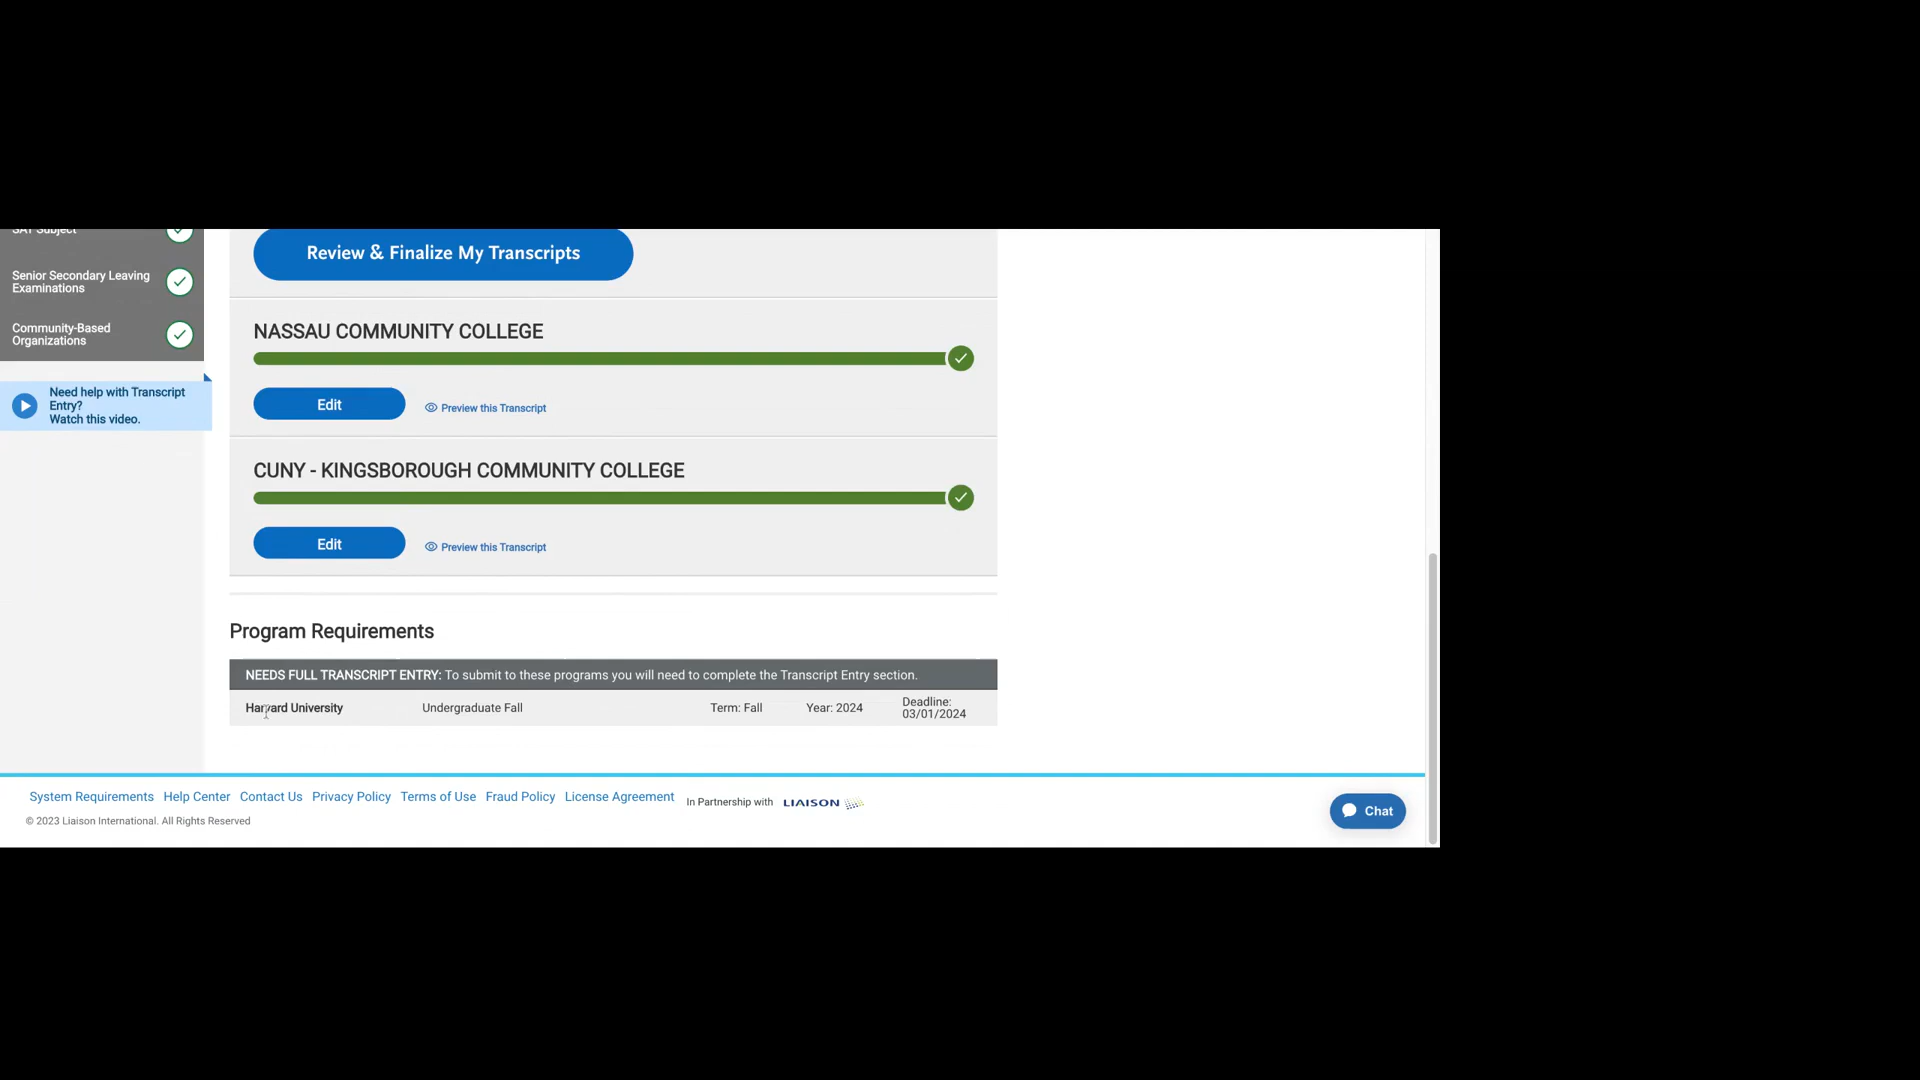 SAT Subject
Senior Secondary Leaving
Examinations
Community-Based
Organizations
Need help with Transcript
Entry?
Watch this video.
Review & Finalize My Transcripts
NASSAU COMMUNITY COLLEGE
Edit
Preview this Transcript
CUNY - KINGSBOROUGH COMMUNITY COLLEGE
Edit
Preview this Transcript
Program Requirements
NEEDS FULL TRANSCRIPT ENTRY: To submit to these programs you will need to complete the Transcript Entry section.
Harvard University Undergraduate Fall Term: Fall Year: 2024 Deadline:
03/01/2024
System Requirements Help Center Contact Us Privacy Policy Terms of Use Fraud Policy License Agreement In Partnership with LIAISON
© 2023 Liaison International. All Rights Reserved
Chat